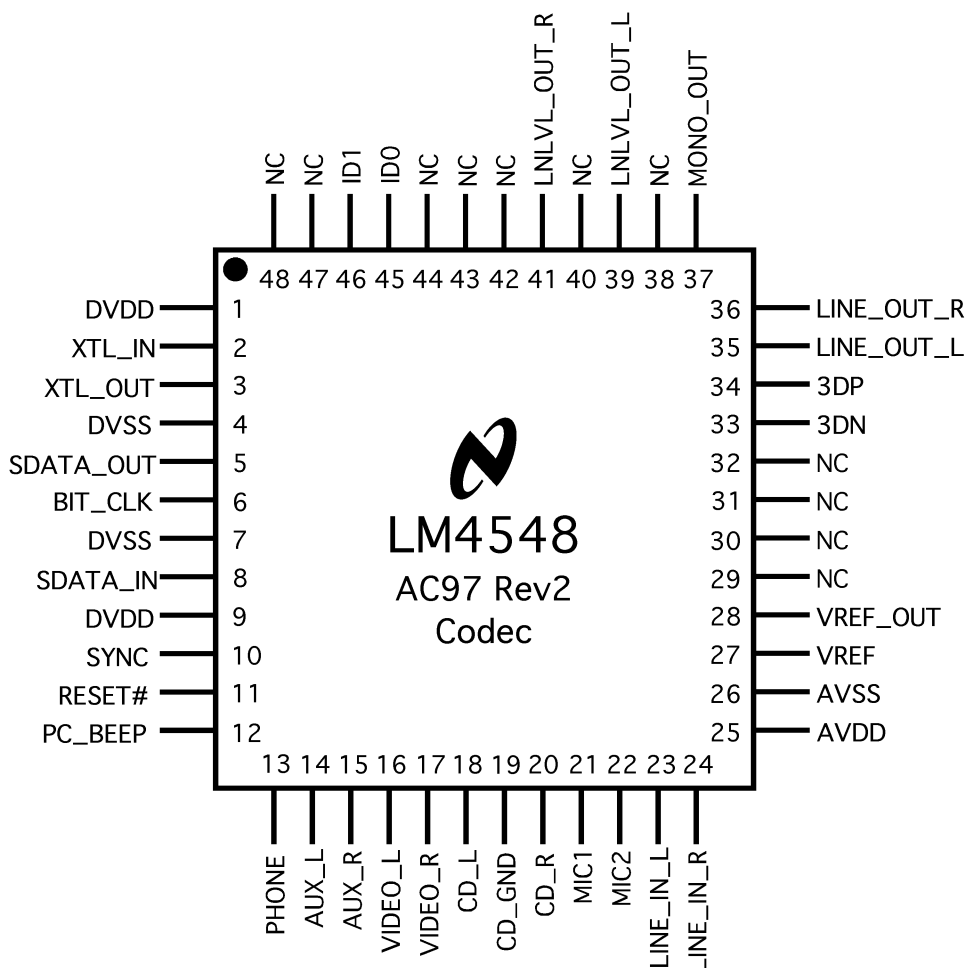 LNLVL_OUT_R
LNLVL_OUT_L
MONO_OUT
NC
NC
ID1
ID0
NC
NC
NC
NC
NC
48 47 46 45 44 43 42 41 40 39 38 37
DVDD 1 36 LINE_OUT_R
XTL_IN 2 35 LINE_OUT_L
XTL_OUT 3 34 3DP
DVSS 4 33 3DN
SDATA_OUT 5 32 NC
BIT_CLK 6 31 NC
DVSS 7 30 NC
SDATA_IN 8 29 NC
DVDD 9 28 VREF_OUT
SYNC 10 27 VREF
RESET# 11 26 AVSS
PC_BEEP 12 25 AVDD
LM4548
AC97 Rev2
Codec
13 14 15 16 17 18 19 20 21 22 23 24
PHONE
AUX_L
AUX_R
VIDEO_L
VIDEO_R
CD_L
CD_GND
CD_R
MIC1
MIC2
LINE_IN_L
LINE_IN_R